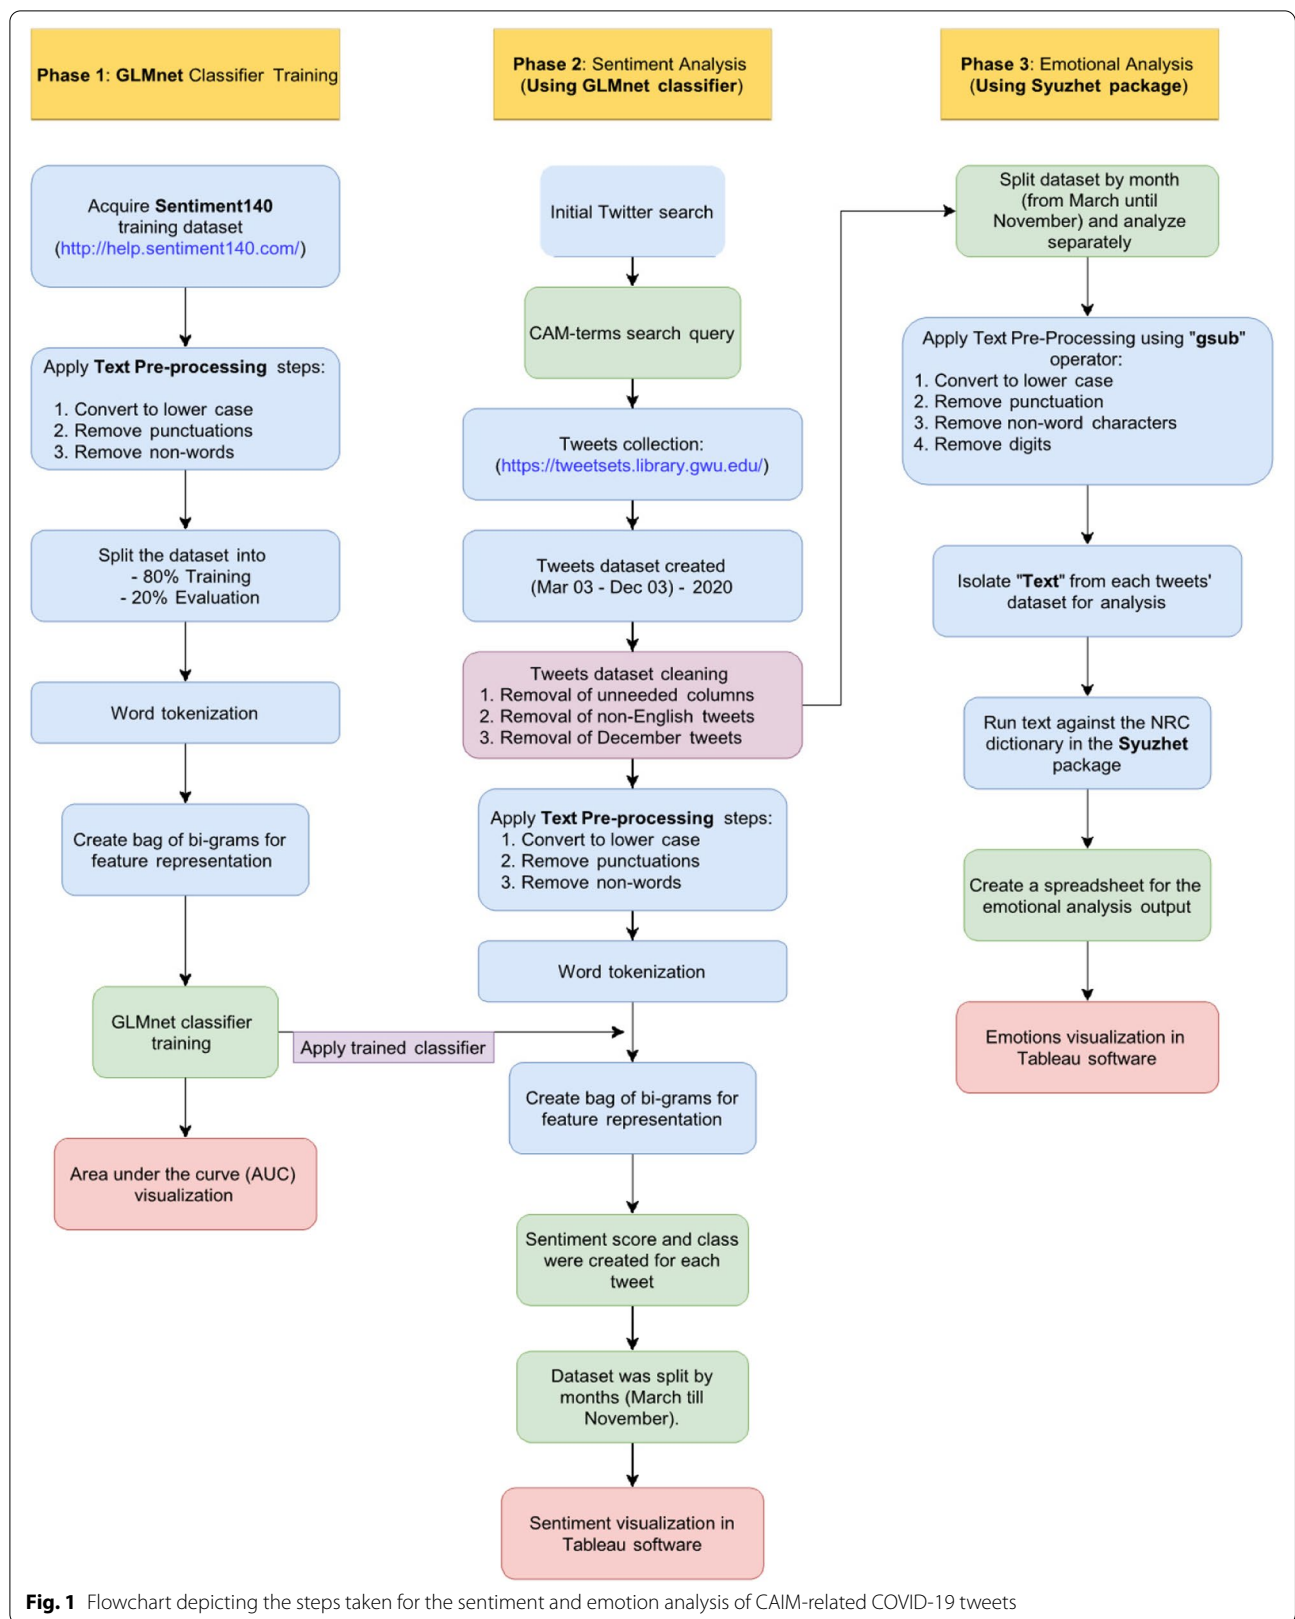 Phase 1: GLMnet Classifier Training
Acquire Sentiment140
training dataset
(http://help.sentiment140.com/)
Apply Text Pre-processing steps:
1. Convert to lower case
2. Remove punctuations
3. Remove non-words
Split the dataset into
- 80% Training
- 20% Evaluation
Word tokenization
Create bag of bi-grams for
feature representation
GLMnet classifier
training
Apply trained classifier
Area under the curve (AUC)
visualization
Phase 2: Sentiment Analysis
(Using GLMnet classifier)
Initial Twitter search
CAM-terms search query
Tweets collection:
(https://tweetsets.library.gwu.edu/)
Tweets dataset created
(Mar 03 - Dec 03) - 2020
Tweets dataset cleaning
1. Removal of unneeded columns
2. Removal of non-English tweets
3. Removal of December tweets
Apply Text Pre-processing steps:
1. Convert to lower case
2. Remove punctuations
3. Remove non-words
Word tokenization
Create bag of bi-grams for
feature representation
Sentiment score and class
were created for each
tweet
Dataset was split by
months (March till
November).
Sentiment visualization in
Tableau software
Phase 3: Emotional Analysis
(Using Syuzhet package)
Split dataset by month
(from March until
November) and analyze
separately
Apply Text Pre-Processing using "gsub"
operator:
1. Convert to lower case
2. Remove punctuation
3. Remove non-word characters
4. Remove digits
Isolate "Text" from each tweets'
dataset for analysis
Run text against the NRC
dictionary in the Syuzhet
package
Create a spreadsheet for the
emotional analysis output
Emotions visualization in
Tableau software
Fig. 1 Flowchart depicting the steps taken for the sentiment and emotion analysis of CAIM-related COVID-19 tweets